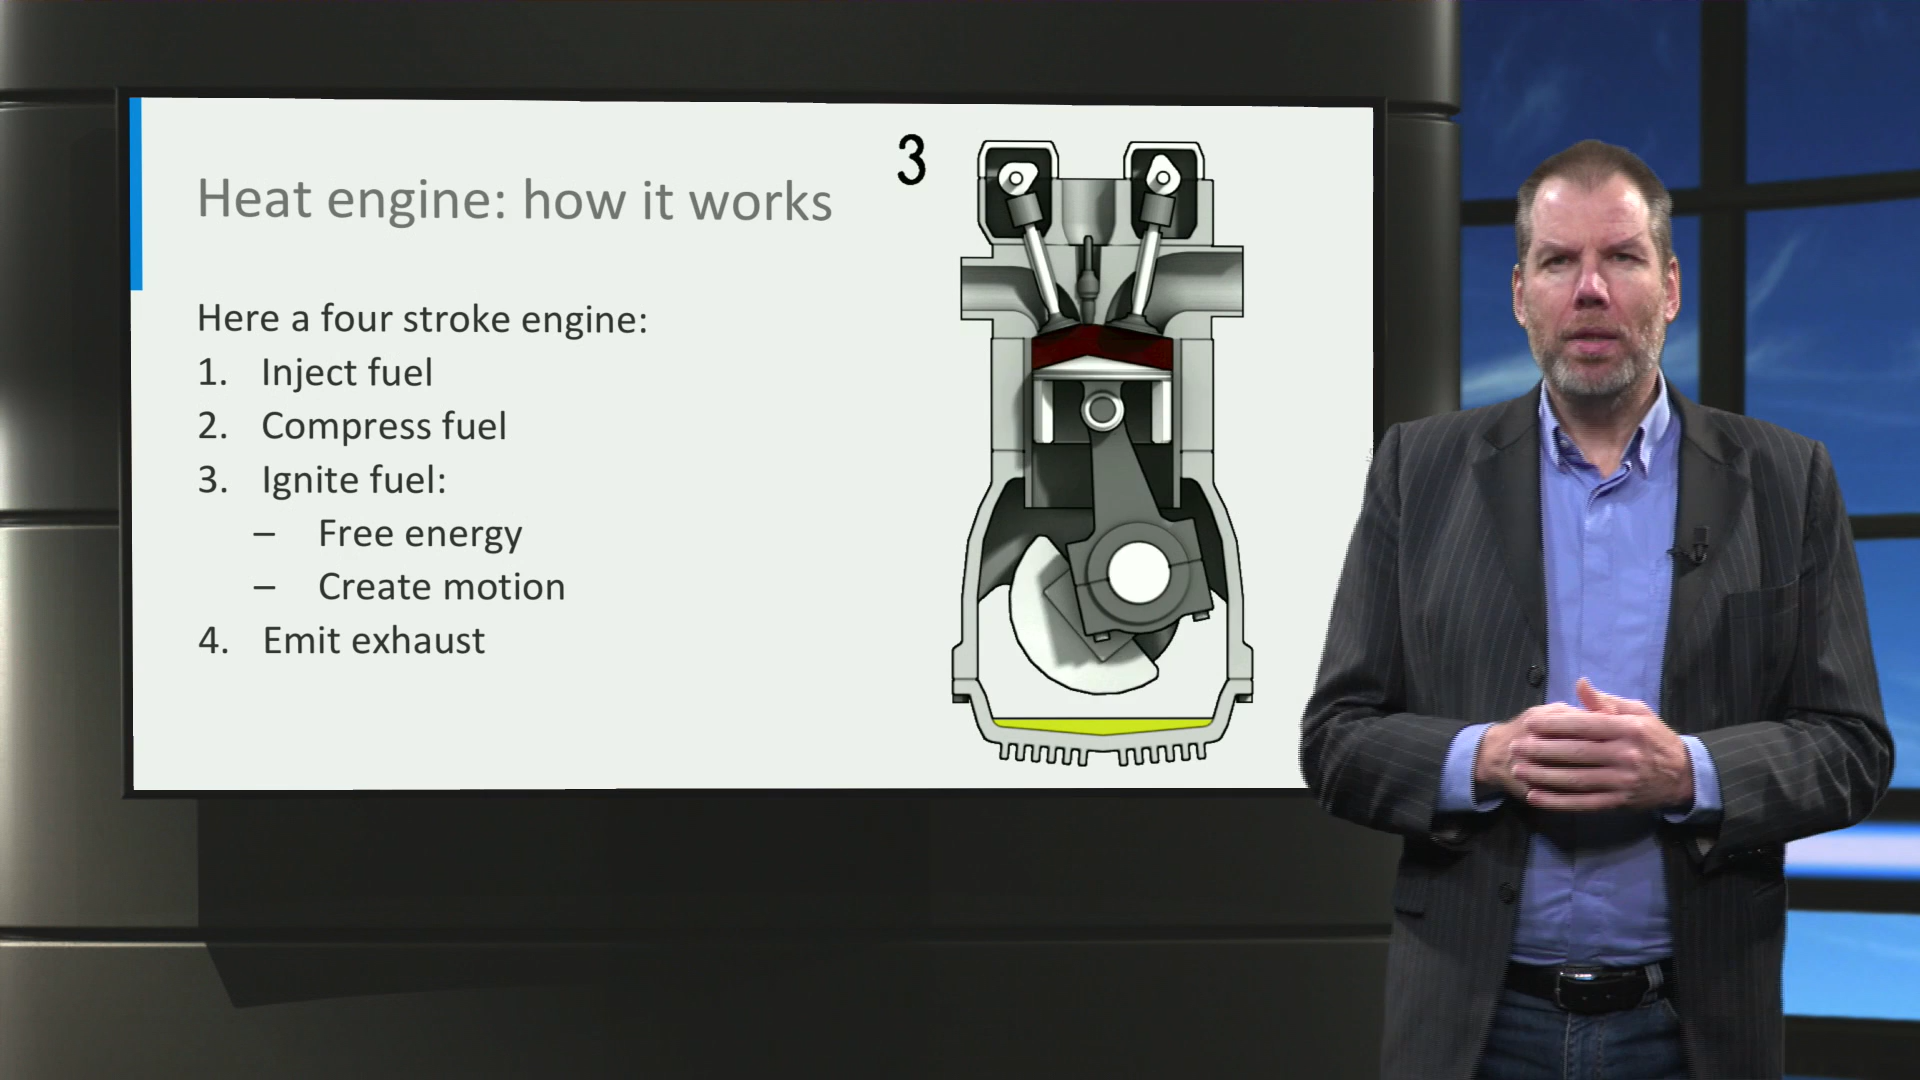 Heat engine: how it works
3
Here a four stroke engine:
1. Inject fuel
2. Compress fuel
3. Ignite fuel:
– Free energy
– Create motion
4. Emit exhaust